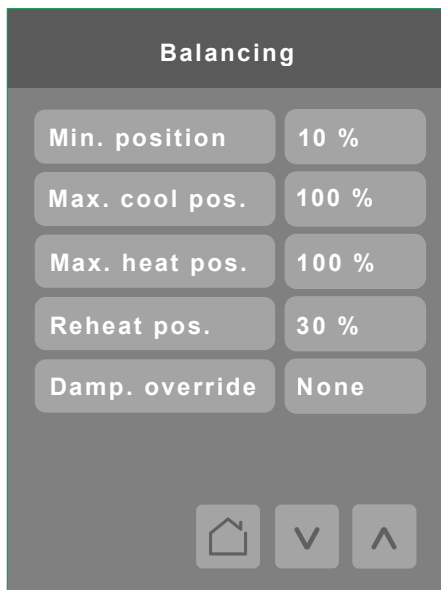 Balancing
Min. position 10 %
Max. cool pos. 100 %
Max. heat pos. 100 %
Reheat pos. 30 %
Damp. override None